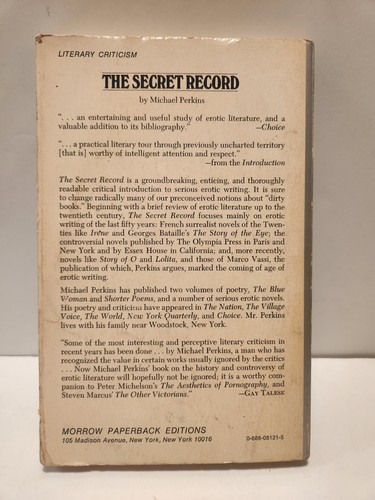 LITERARY CRITICISM
THE SECRET RECORD
by Michael Perkins
". . . an entertaining and useful study of erotic literature, and a
valuable addition to its bibliography."
—Choice
". . . a practical literary tour through previously uncharted territory
[that is] worthy of intelligent attention and respect."
—from the Introduction
The Secret Record is a groundbreaking, enticing, and thoroughly
readable critical introduction to serious erotic writing. It is sure
to change radically many of our preconceived notions about "dirty
books." Beginning with a brief review of erotic literature up to the
twentieth century, The Secret Record focuses mainly on erotic
writing of the last fifty years: French surrealist novels of the Twen-
ties like Irène and Georges Bataille's The Story of the Eye; the
controversial novels published by The Olympia Press in Paris and
New York and by Essex House in California; and, more recently,
novels like Story of O and Lolita, and those of Marco Vassi, the
publication of which, Perkins argues, marked the coming of age of
erotic writing.
Michael Perkins has published two volumes of poetry, The Blue
Woman and Shorter Poems, and a number of serious erotic novels.
His poetry and criticism have appeared in The Nation, The Village
Voice, The World, New York Quarterly, and Choice. Mr. Perkins
lives with his family near Woodstock, New York.
"Some of the most interesting and perceptive literary criticism in
recent years has been done . . . by Michael Perkins, a man who has
recognized the value in certain works usually ignored by the critics
. . . Now Michael Perkins' book on the history and controversy of
erotic literature will hopefully not be ignored; it is a worthy com-
panion to Peter Michelson's The Aesthetics of Pornography, and
Steven Marcus' The Other Victorians."
—GAY TALESE
MORROW PAPERBACK EDITIONS
105 Madison Avenue, New York, New York 10016
0-688-08121-5